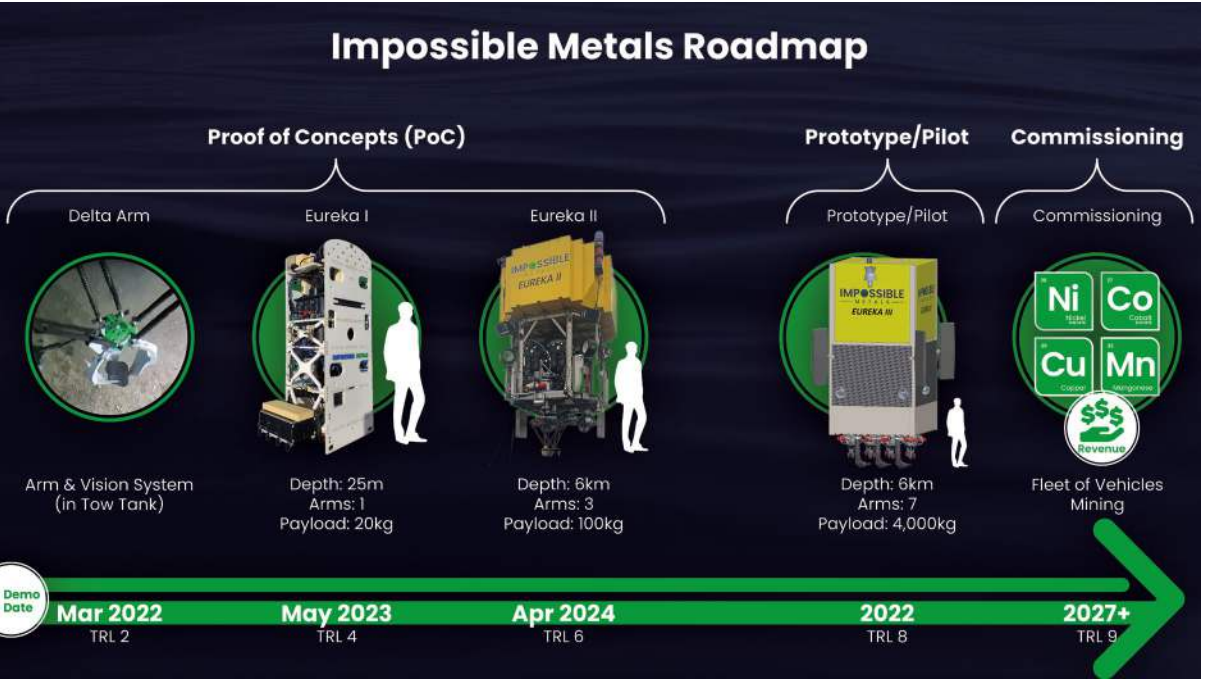 Impossible Metals Roadmap
Proof of Concepts (PoC)
Prototype/Pilot
Commissioning
Delta Arm
Eureka I
Eureka II
Prototype/Pilot
Commissioning
IMPOSSIBLE
EUREKA II
IMPOSSIBLE
METALS
EUREKA III
Ni
Nickel
Co
Cobalt
Cu
Copper
Mn
Manganese
$$$
Revenue
Arm & Vision System
(in Tow Tank)
Depth: 25m
Arms: 1
Payload: 20kg
Depth: 6km
Arms: 3
Payload: 100kg
Depth: 6km
Arms: 7
Payload: 4,000kg
Fleet of Vehicles
Mining
Demo
Date
Mar 2022
TRL 2
May 2023
TRL 4
Apr 2024
TRL 6
2022
TRL 8
2027+
TRL 9